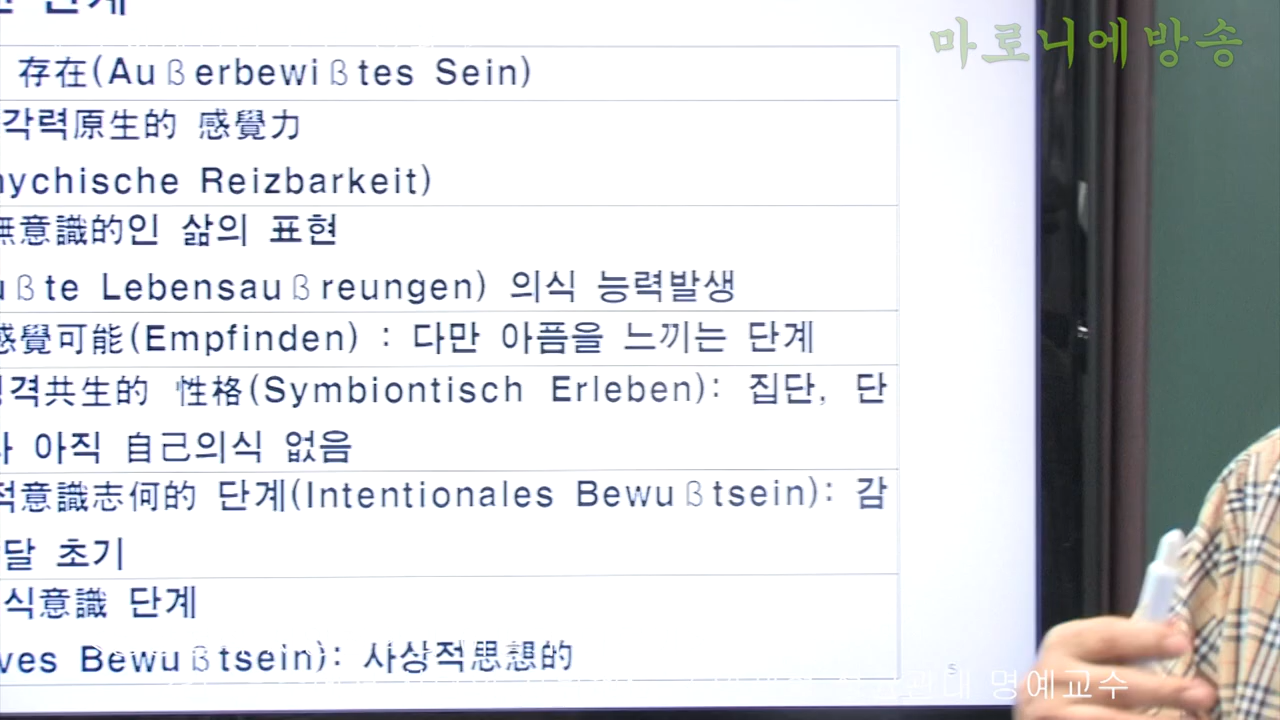 단계
마로니에방송
존재(Außerbewißtes Sein)
각력原生的 感覺力
ychische Reizbarkeit)
無意識的인 삶의 표현
ßte Lebensaußreungen) 의식 능력발생
感覺可能(Empfinden) : 다만 아픔을 느끼는 단계
격共生的 性格(Symbiontisch Erleben): 집단, 단
아직 自己의식 없음
적意識志何的 단계(Intentionales Bewußtsein): 감
달 초기
식意識 단계
ves Bewußtsein): 사상적思想的
5
明예교수